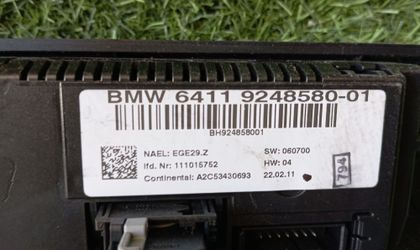 BMW 6411 9248580-01
BH924858001
NAEL: EGE29.Z SW: 060700
lfd. Nr: 111015752 HW: 04
Continental: A2C53430693 22.02.11
794